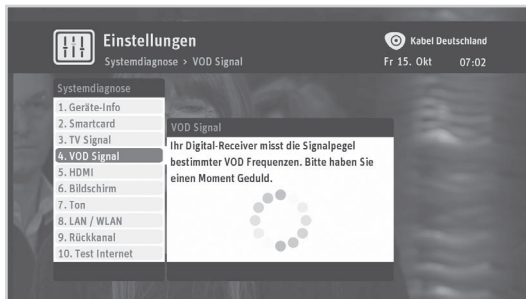 Einstellungen
Systemdiagnose > VOD Signal
Kabel Deutschland
Fr 15. Okt 07:02
Systemdiagnose
1. Geräte-Info
2. Smartcard
3. TV Signal
4. VOD Signal
5. HDMI
6. Bildschirm
7. Ton
8. LAN / WLAN
9. Rückkanal
10. Test Internet
VOD Signal
Ihr Digital-Receiver misst die Signalpegel
bestimmter VOD Frequenzen. Bitte haben Sie
einen Moment Geduld.